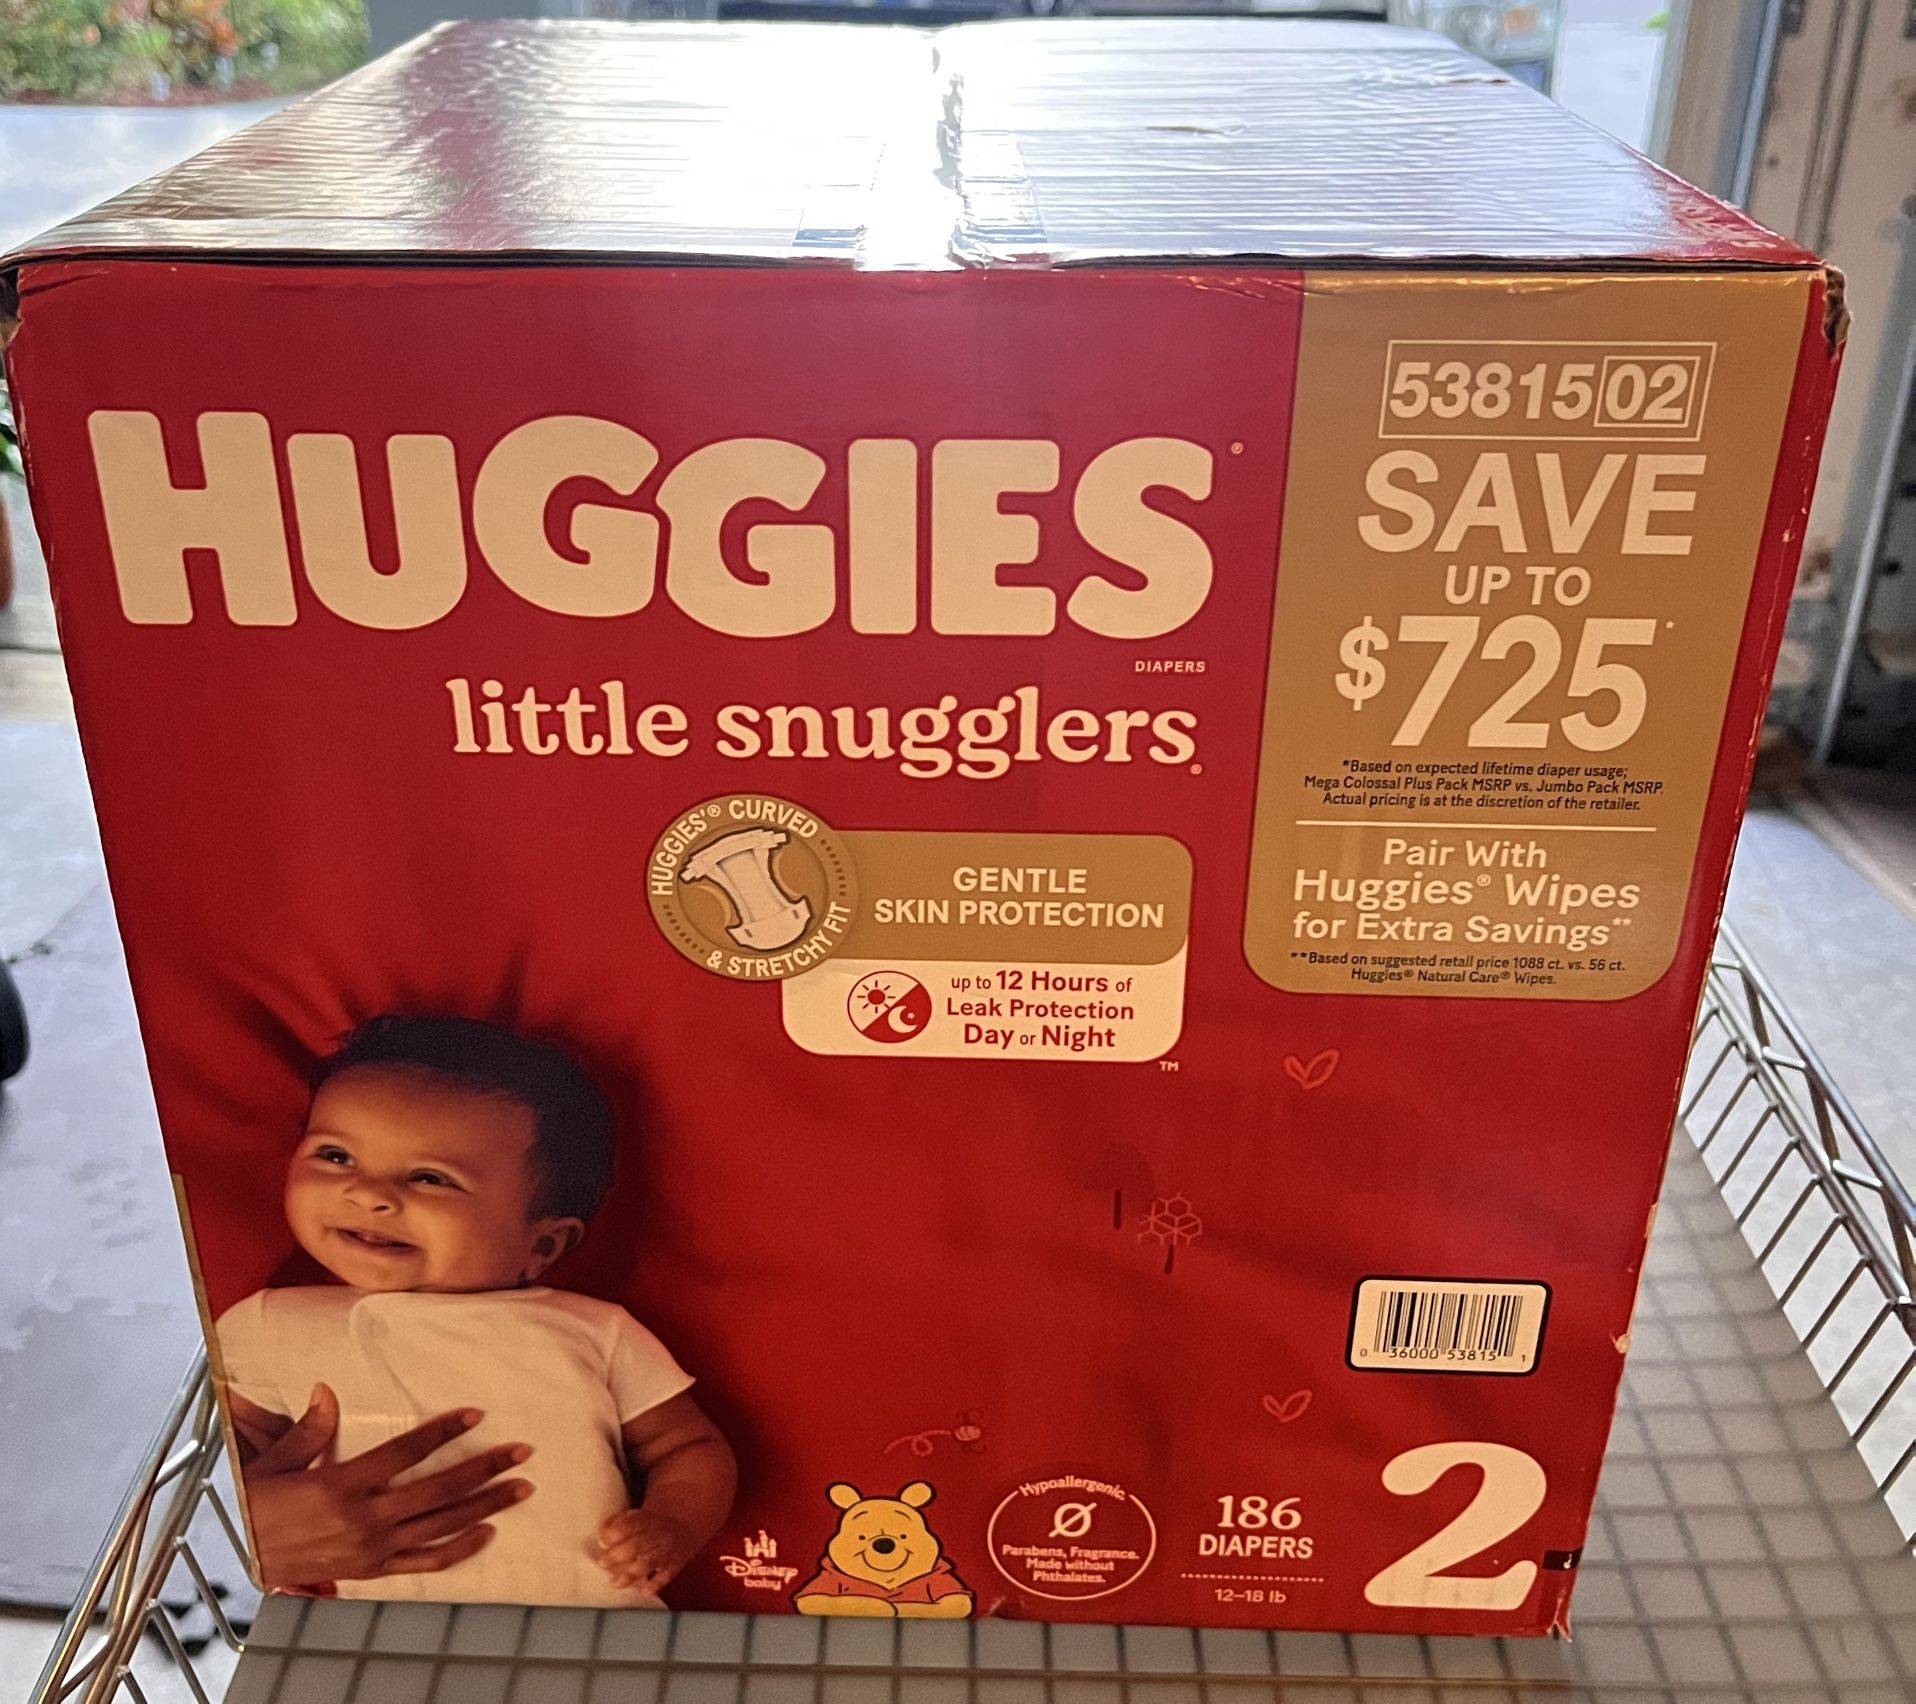 HUGGIES®
DIAPERS
little snugglers®
HUGGIES'® CURVED
& STRETCHY FIT
GENTLE
SKIN PROTECTION
up to 12 Hours of
Leak Protection
Day or Night
TM
5381502
SAVE
UP TO
$725*
*Based on expected lifetime diaper usage;
Mega Colossal Plus Pack MSRP vs. Jumbo Pack MSRP.
Actual pricing is at the discretion of the retailer.
Pair With
Huggies® Wipes
for Extra Savings**
**Based on suggested retail price 1088 ct. vs. 56 ct.
Huggies® Natural Care® Wipes.
0 36000 53815 1
Disney
baby
Hypoallergenic.
Parabens, Fragrance.
Made without
Phthalates.
186
DIAPERS
12–18 lb
2